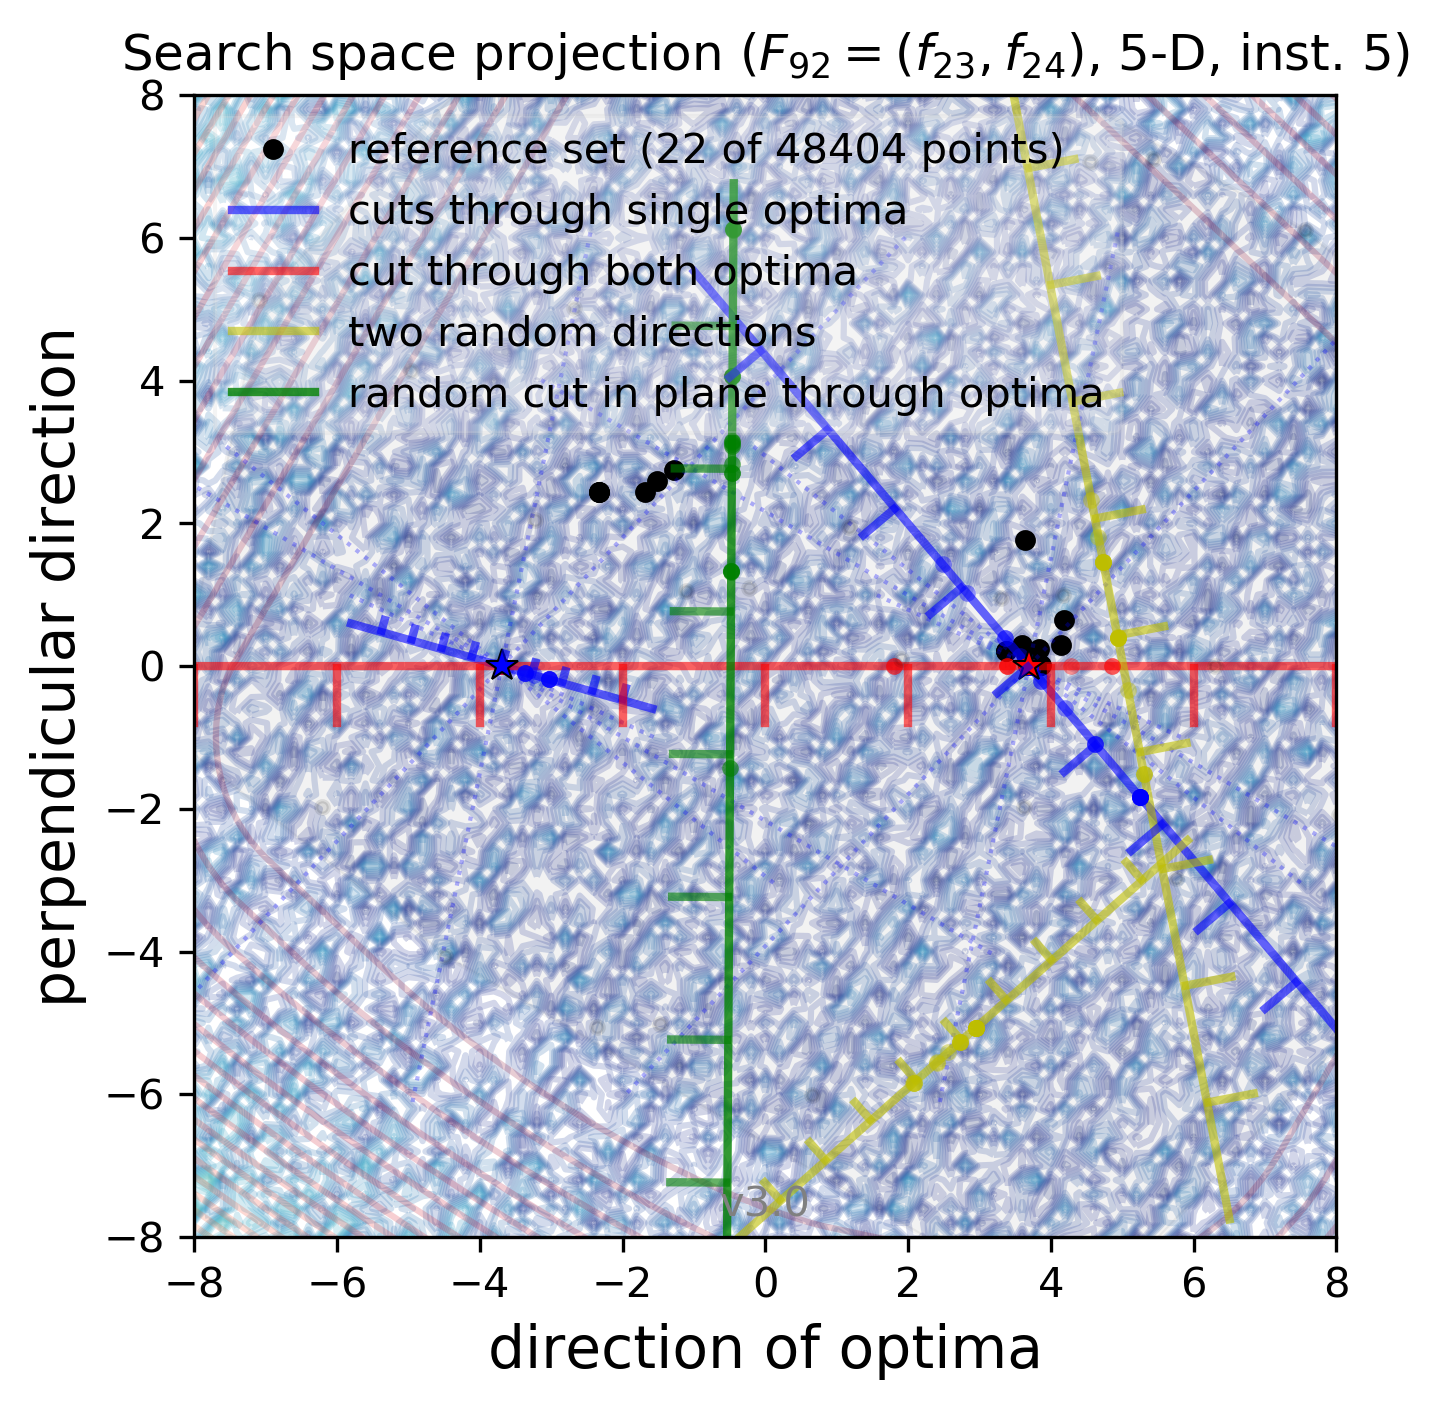 Search space projection (F92 = (f23, f24), 5-D, inst. 5)
reference set (22 of 48404 points)
cuts through single optima
cut through both optima
two random directions
random cut in plane through optima
perpendicular direction
8
6
4
2
0
−2
−4
−6
−8
v3.0
−8 −6 −4 −2 0 2 4 6 8
direction of optima